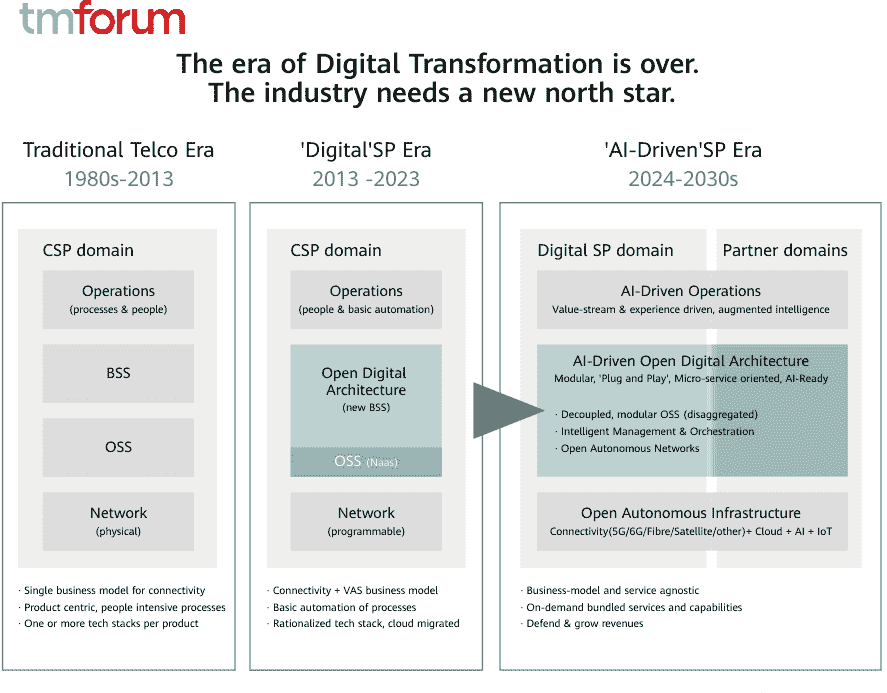 tmforum
The era of Digital Transformation is over.
The industry needs a new north star.
Traditional Telco Era
1980s-2013
CSP domain
Operations
(processes & people)
BSS
OSS
Network
(physical)
· Single business model for connectivity
· Product centric, people intensive processes
· One or more tech stacks per product
'Digital'SP Era
2013 -2023
CSP domain
Operations
(people & basic automation)
Open Digital
Architecture
(new BSS)
OSS (Naas)
Network
(programmable)
· Connectivity + VAS business model
· Basic automation of processes
· Rationalized tech stack, cloud migrated
'AI-Driven'SP Era
2024-2030s
Digital SP domain
Partner domains
AI-Driven Operations
Value-stream & experience driven, augmented intelligence
AI-Driven Open Digital Architecture
Modular, 'Plug and Play', Micro-service oriented, AI-Ready
· Decoupled, modular OSS (disaggregated)
· Intelligent Management & Orchestration
· Open Autonomous Networks
Open Autonomous Infrastructure
Connectivity(5G/6G/Fibre/Satellite/other)+ Cloud + AI + IoT
· Business-model and service agnostic
· On-demand bundled services and capabilities
· Defend & grow revenues